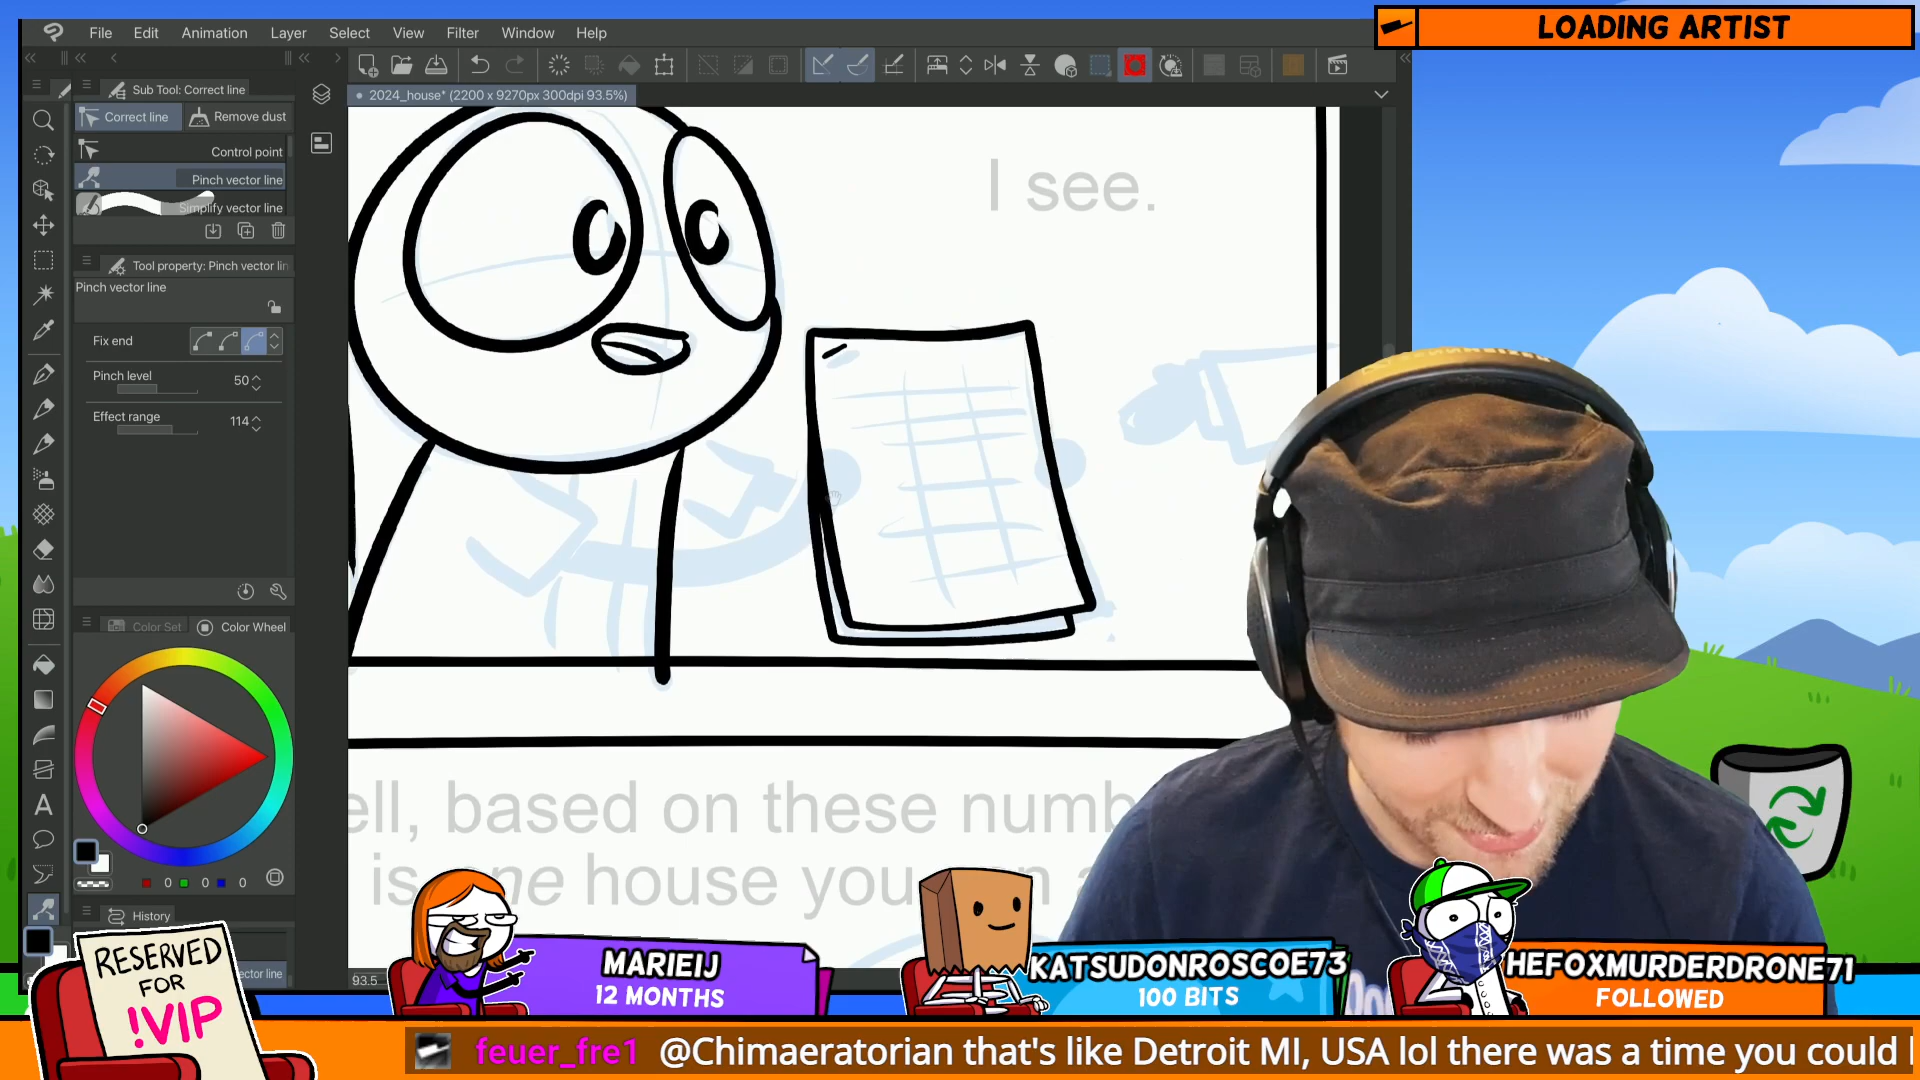 LOADING ARTIST
File Edit Animation Layer Select View Filter Window Help
Sub Tool: Correct line
2024_house* (2200 x 9270px 300dpi 93.5%)
Correct line
Remove dust
Control point
Pinch vector line
Simplify vector line
Tool property: Pinch vector lin
Pinch vector line
Fix end
Pinch level 50
Effect range 114
Color Set
Color Wheel
0 0 0
History
93.5
I see.
ell, based on these numb
is one house you
RESERVED
FOR
!VIP
MARIEIJ
12 MONTHS
KATSUDONROSCOE73
100 BITS
HEFOXMURDERDRONE71
FOLLOWED
feuer_fre1 @Chimaeratorian that's like Detroit MI, USA lol there was a time you could